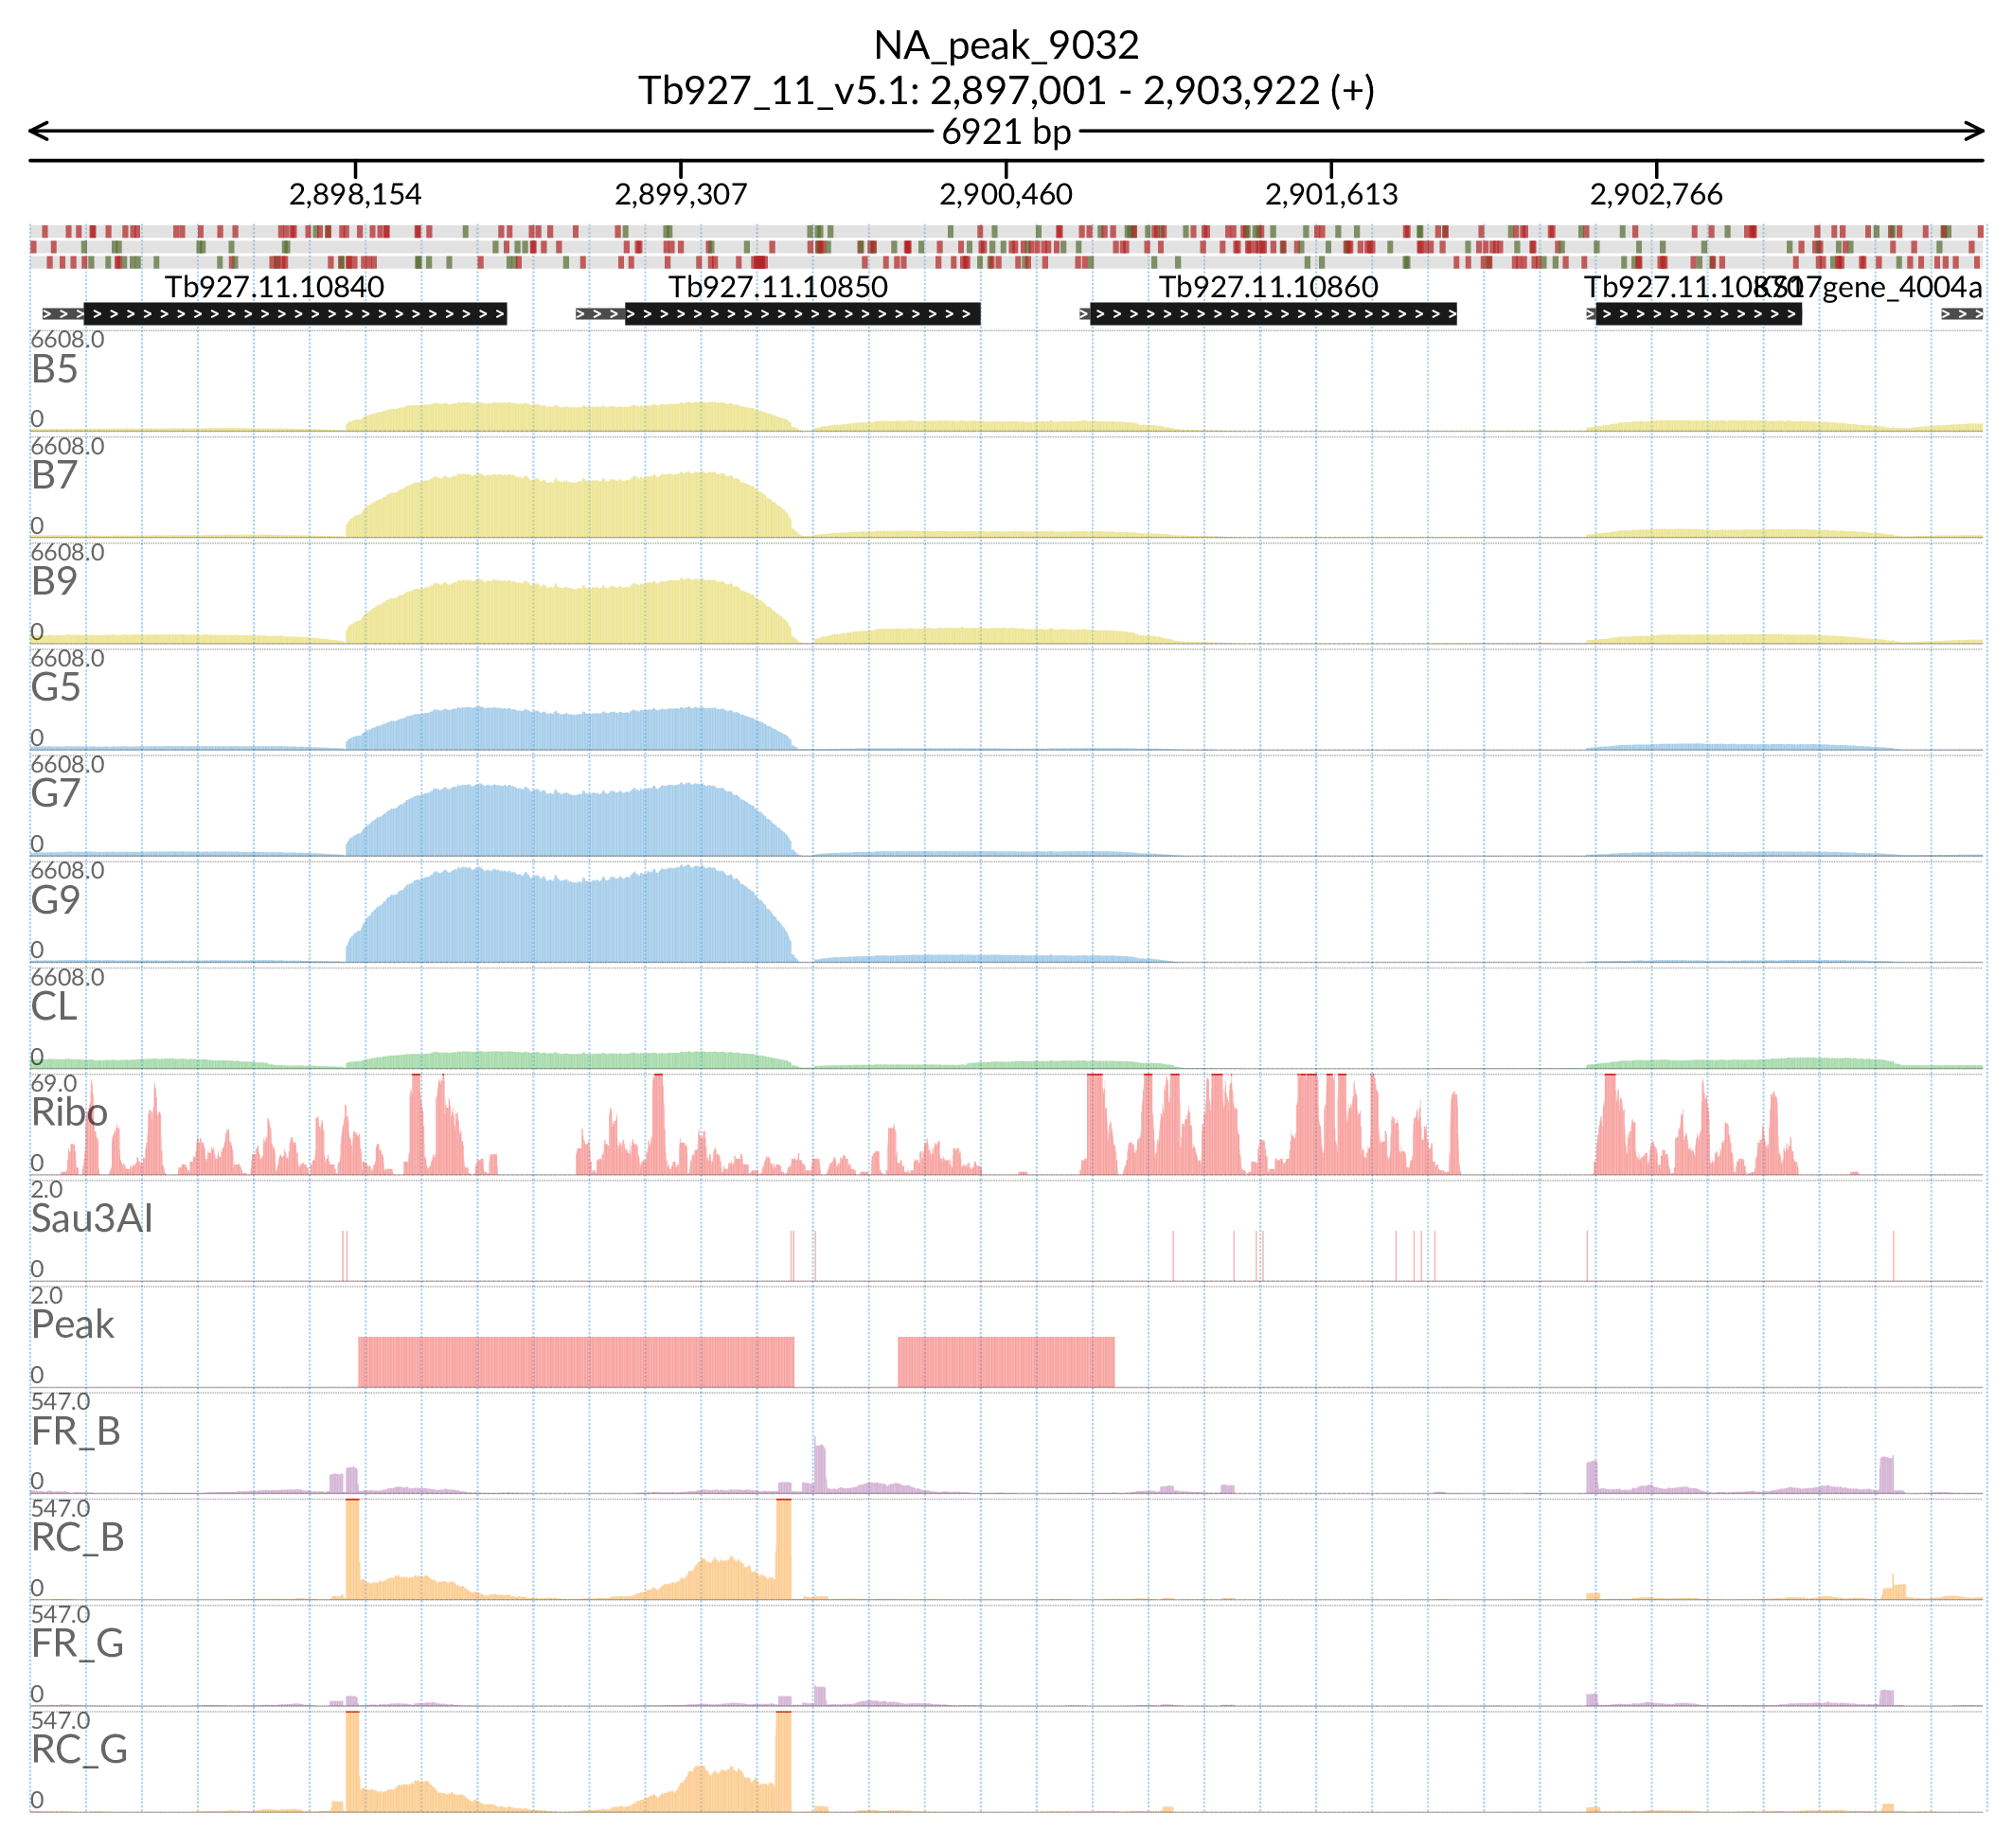 NA_peak_9032
Tb927_11_v5.1: 2,897,001 - 2,903,922 (+)
6921 bp
2,898,154 2,899,307 2,900,460 2,901,613 2,902,766
Tb927.11.10840 Tb927.11.10850 Tb927.11.10860 Tb927.11.10870 KS17gene_4004a
6608.0
B5
0
6608.0
B7
0
6608.0
B9
0
6608.0
G5
0
6608.0
G7
0
6608.0
G9
0
6608.0
CL
0
69.0
Ribo
0
2.0
Sau3AI
0
2.0
Peak
0
547.0
FR_B
0
547.0
RC_B
0
547.0
FR_G
0
547.0
RC_G
0